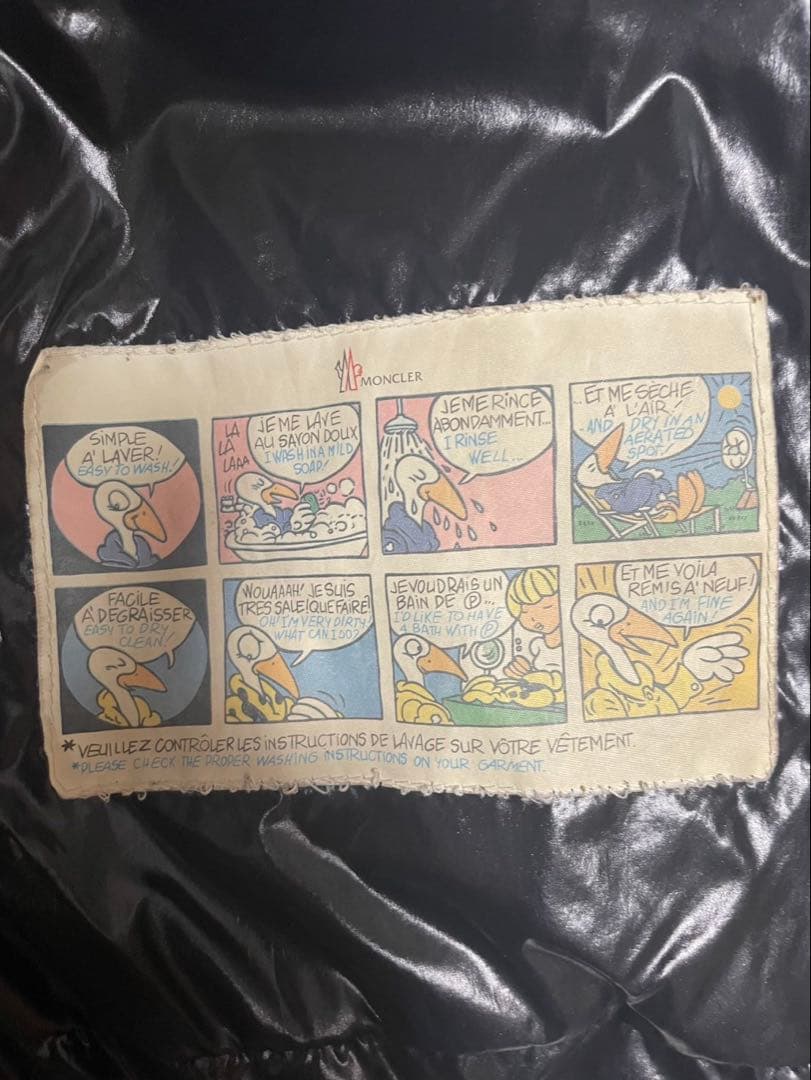 MONCLER
SIMPLE
A' LAVER!
EASY TO WASH!
LA
LÀ
LAAA
JE ME LAVE
AU SAYON DOUX
I WASH IN A MILD
SOAP!
JE ME RINCE
ABONDAMMENT...
I RINSE
WELL...
...ET ME SÈCHE
A' L'AIR!
...AND DRY IN AN
AERATED
SPOT!
FACILE
A' DEGRAISSER
EASY TO DRY
CLEAN!!
WOUAAAH! JE SUIS
TRES SALE! QUE FAIRE!
OH! I'M VERY DIRTY!
WHAT CAN I DO?
JE VOUDRAIS UN
BAIN DE Ⓟ...
I'D LIKE TO HAVE
A BATH WITH Ⓟ
ET ME VOILA
REMIS A' NEUF!
AND I'M FINE
AGAIN!
*VEUILLEZ CONTRÔLER LES INSTRUCTIONS DE LAVAGE SUR VÔTRE VÊTEMENT
*PLEASE CHECK THE PROPER WASHING INSTRUCTIONS ON YOUR GARMENT